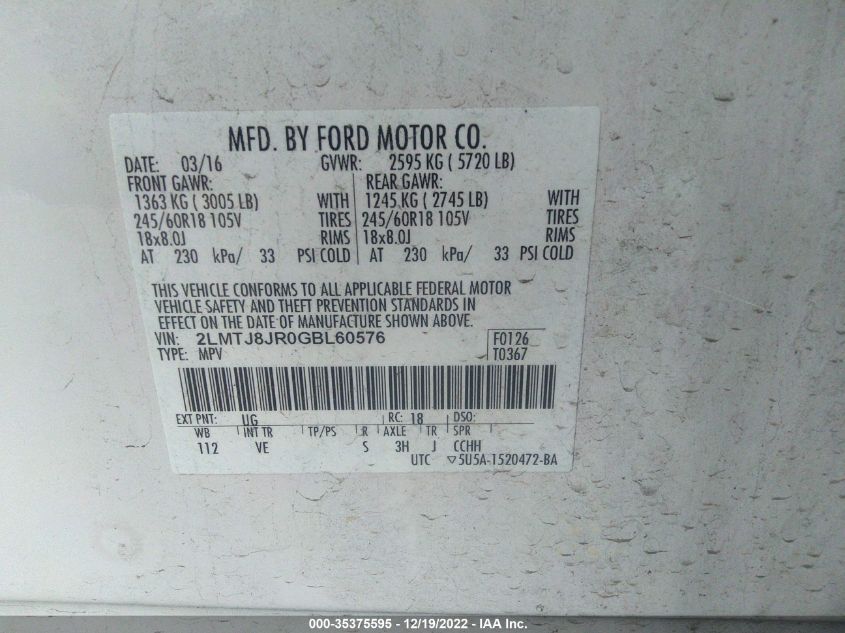 MFD. BY FORD MOTOR CO.
DATE: 03/16 GVWR: 2595 KG ( 5720 LB)
FRONT GAWR: REAR GAWR:
1363 KG ( 3005 LB) WITH 1245 KG ( 2745 LB) WITH
245/60R18 105V TIRES 245/60R18 105V TIRES
18x8.0J RIMS 18x8.0J RIMS
AT 230 kPa/ 33 PSI COLD AT 230 kPa/ 33 PSI COLD
THIS VEHICLE CONFORMS TO ALL APPLICABLE FEDERAL MOTOR
VEHICLE SAFETY AND THEFT PREVENTION STANDARDS IN
EFFECT ON THE DATE OF MANUFACTURE SHOWN ABOVE.
VIN: 2LMTJ8JR0GBL60576 F0126
TYPE: MPV T0367
EXT PNT: UG RC: 18 DSO:
WB INT TR TP/PS R AXLE TR SPR
112 VE S 3H J CCHH
UTC ▽5U5A-1520472-BA
000-35375595 - 12/19/2022 - IAA Inc.